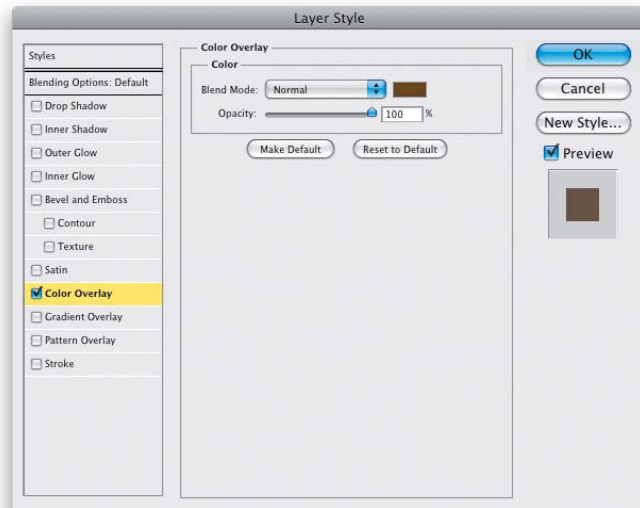 Layer Style
Styles
Blending Options: Default
Drop Shadow
Inner Shadow
Outer Glow
Inner Glow
Bevel and Emboss
Contour
Texture
Satin
Color Overlay
Gradient Overlay
Pattern Overlay
Stroke
Color Overlay
Color
Blend Mode: Normal
Opacity: 100 %
Make Default Reset to Default
OK
Cancel
New Style...
Preview